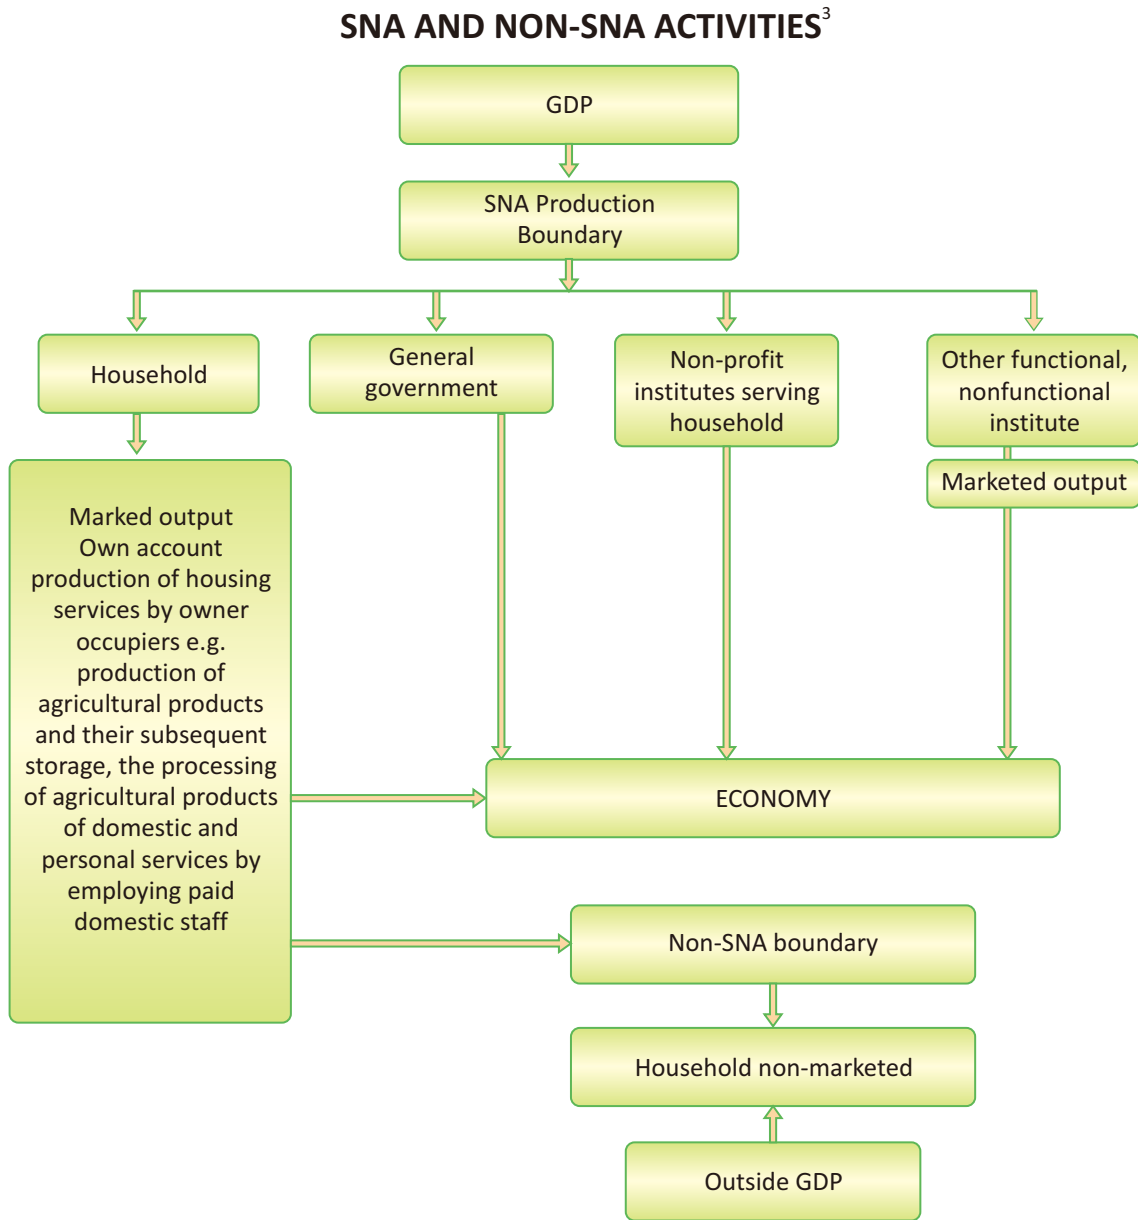 SNA AND NON-SNA ACTIVITIES³
GDP
SNA Production
Boundary
Household
General
government
Non-profit
institutes serving
household
Other functional,
nonfunctional
institute
Marketed output
Marked output
Own account
production of housing
services by owner
occupiers e.g.
production of
agricultural products
and their subsequent
storage, the processing
of agricultural products
of domestic and
personal services by
employing paid
domestic staff
ECONOMY
Non-SNA boundary
Household non-marketed
Outside GDP